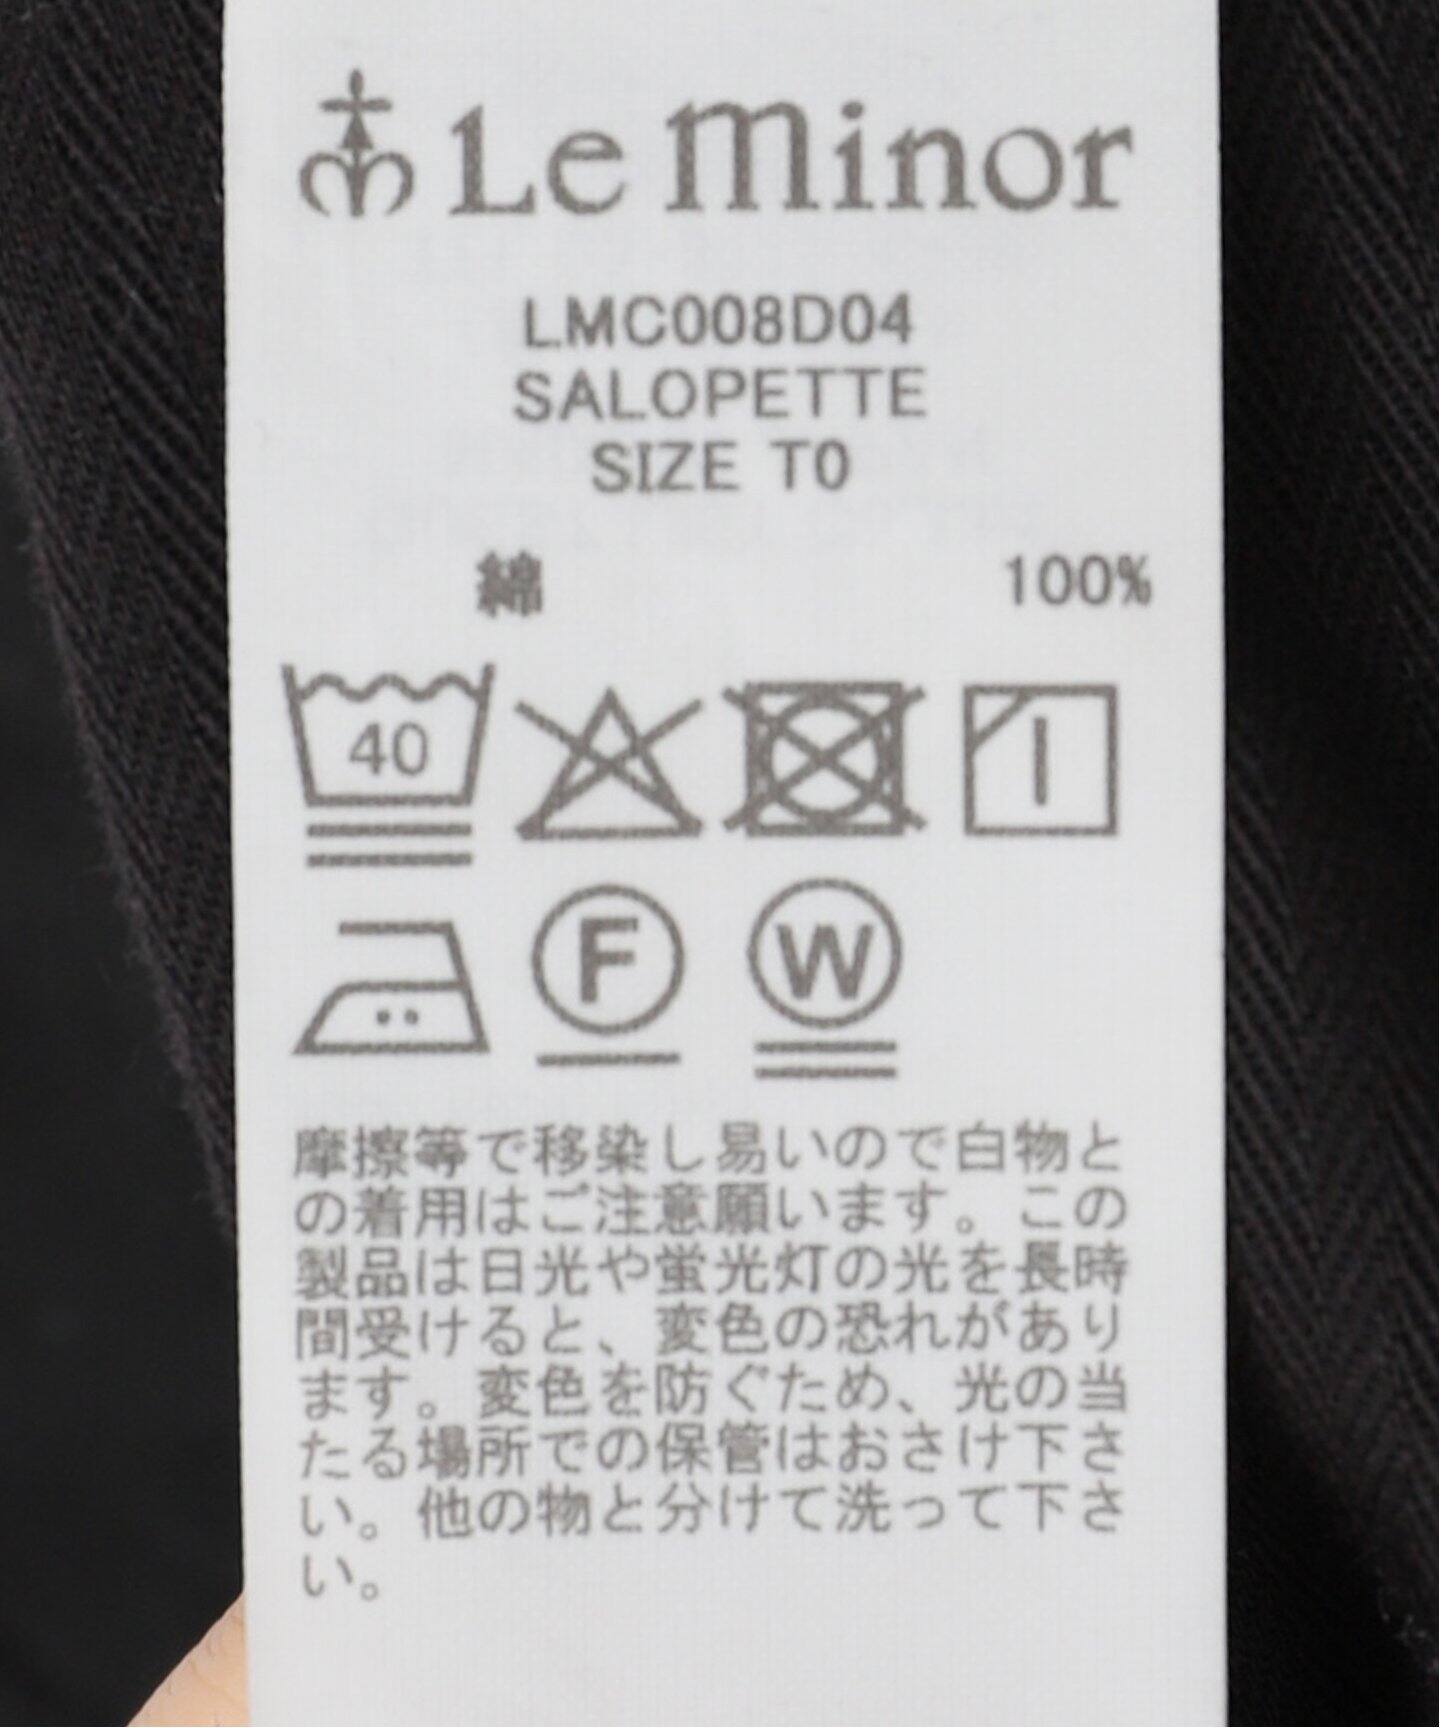 Le minor
LMC008D04
SALOPETTE
SIZE T0
綿 100%
40
F
W
摩擦等で移染し易いので白物と
の着用はご注意願います。この
製品は日光や蛍光灯の光を長時
間受けると、変色の恐れがあり
ます。変色を防ぐため、光の当
たる場所での保管はおさけ下さ
い。他の物と分けて洗って下さ
い。